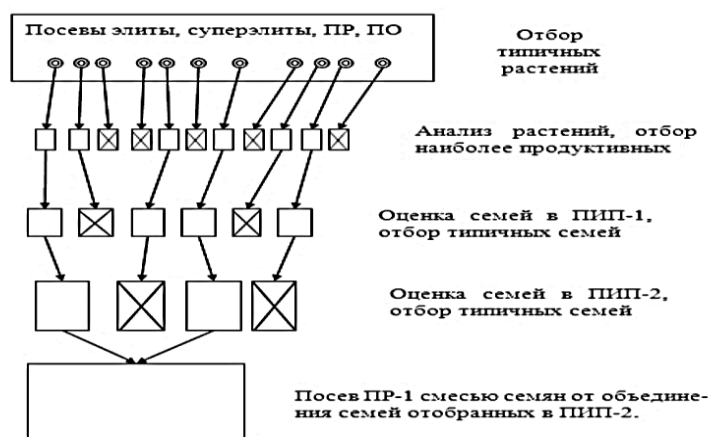 Посевы элиты, суперэлиты, ПР, ПО
Отбор
типичных
растений
Анализ растений, отбор
наиболее продуктивных
Оценка семей в ПИП-1,
отбор типичных семей
Оценка семей в ПИП-2,
отбор типичных семей
Посев ПР-1 смесью семян от объедине-
ния семей отобранных в ПИП-2.